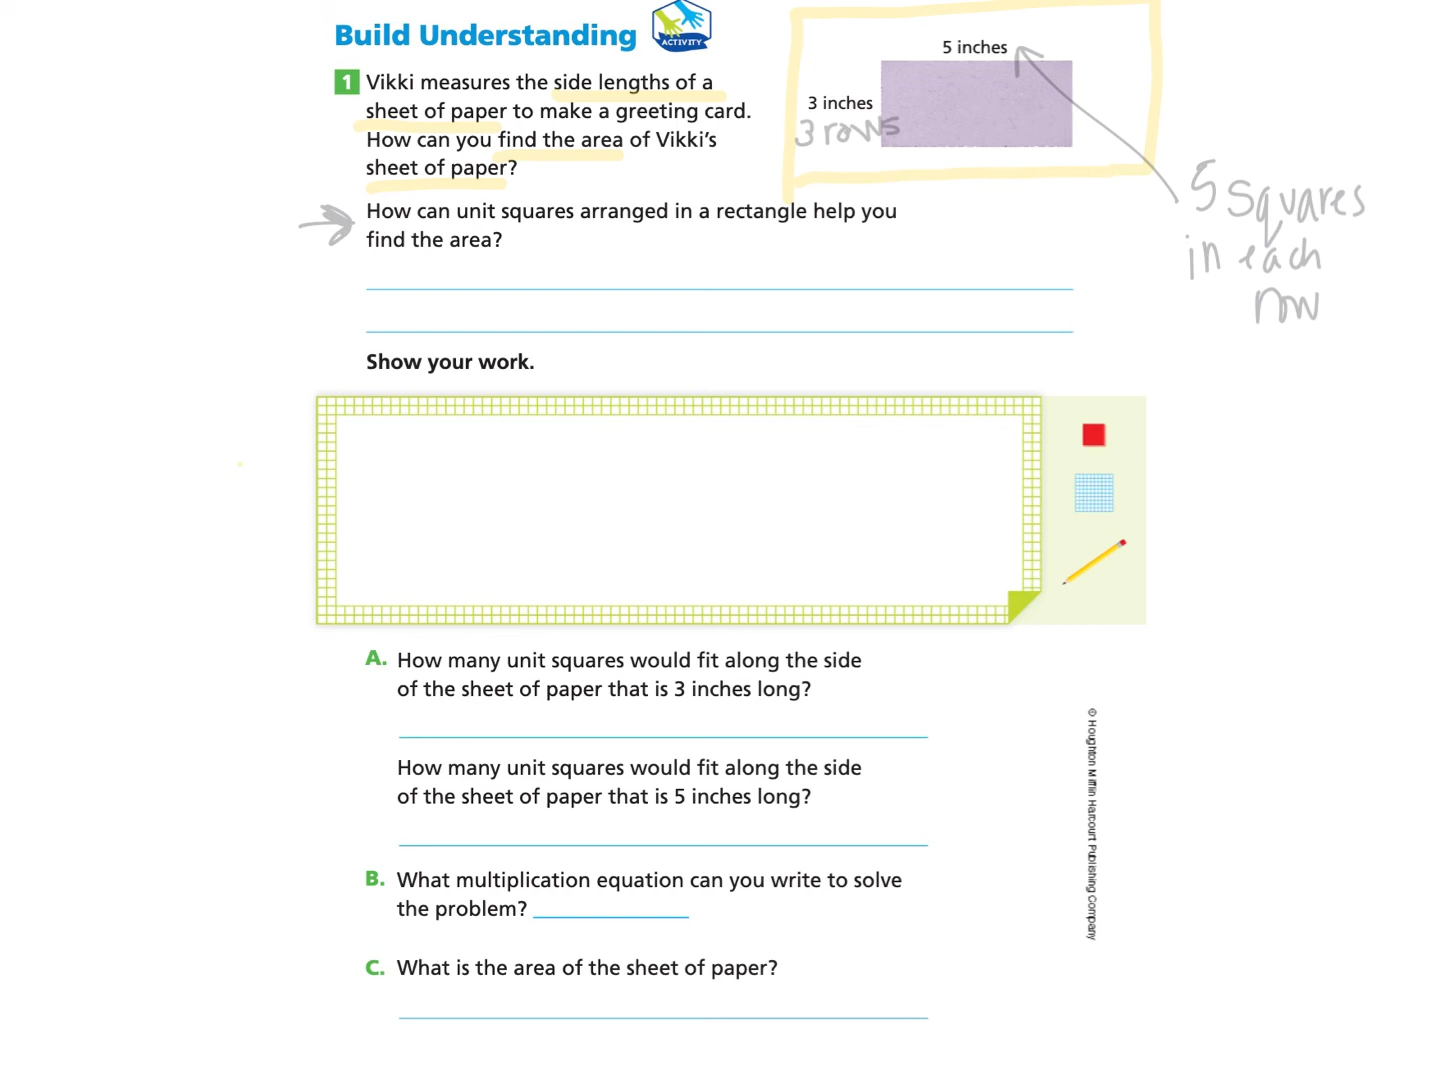 Build Understanding
ACTIVITY
5 inches
1 Vikki measures the side lengths of a
sheet of paper to make a greeting card.
How can you find the area of Vikki's
sheet of paper?
3 inches
3 rows
5 squares
in each
row
How can unit squares arranged in a rectangle help you
find the area?
Show your work.
A. How many unit squares would fit along the side
of the sheet of paper that is 3 inches long?
How many unit squares would fit along the side
of the sheet of paper that is 5 inches long?
B. What multiplication equation can you write to solve
the problem?
C. What is the area of the sheet of paper?
© Houghton Mifflin Harcourt Publishing Company